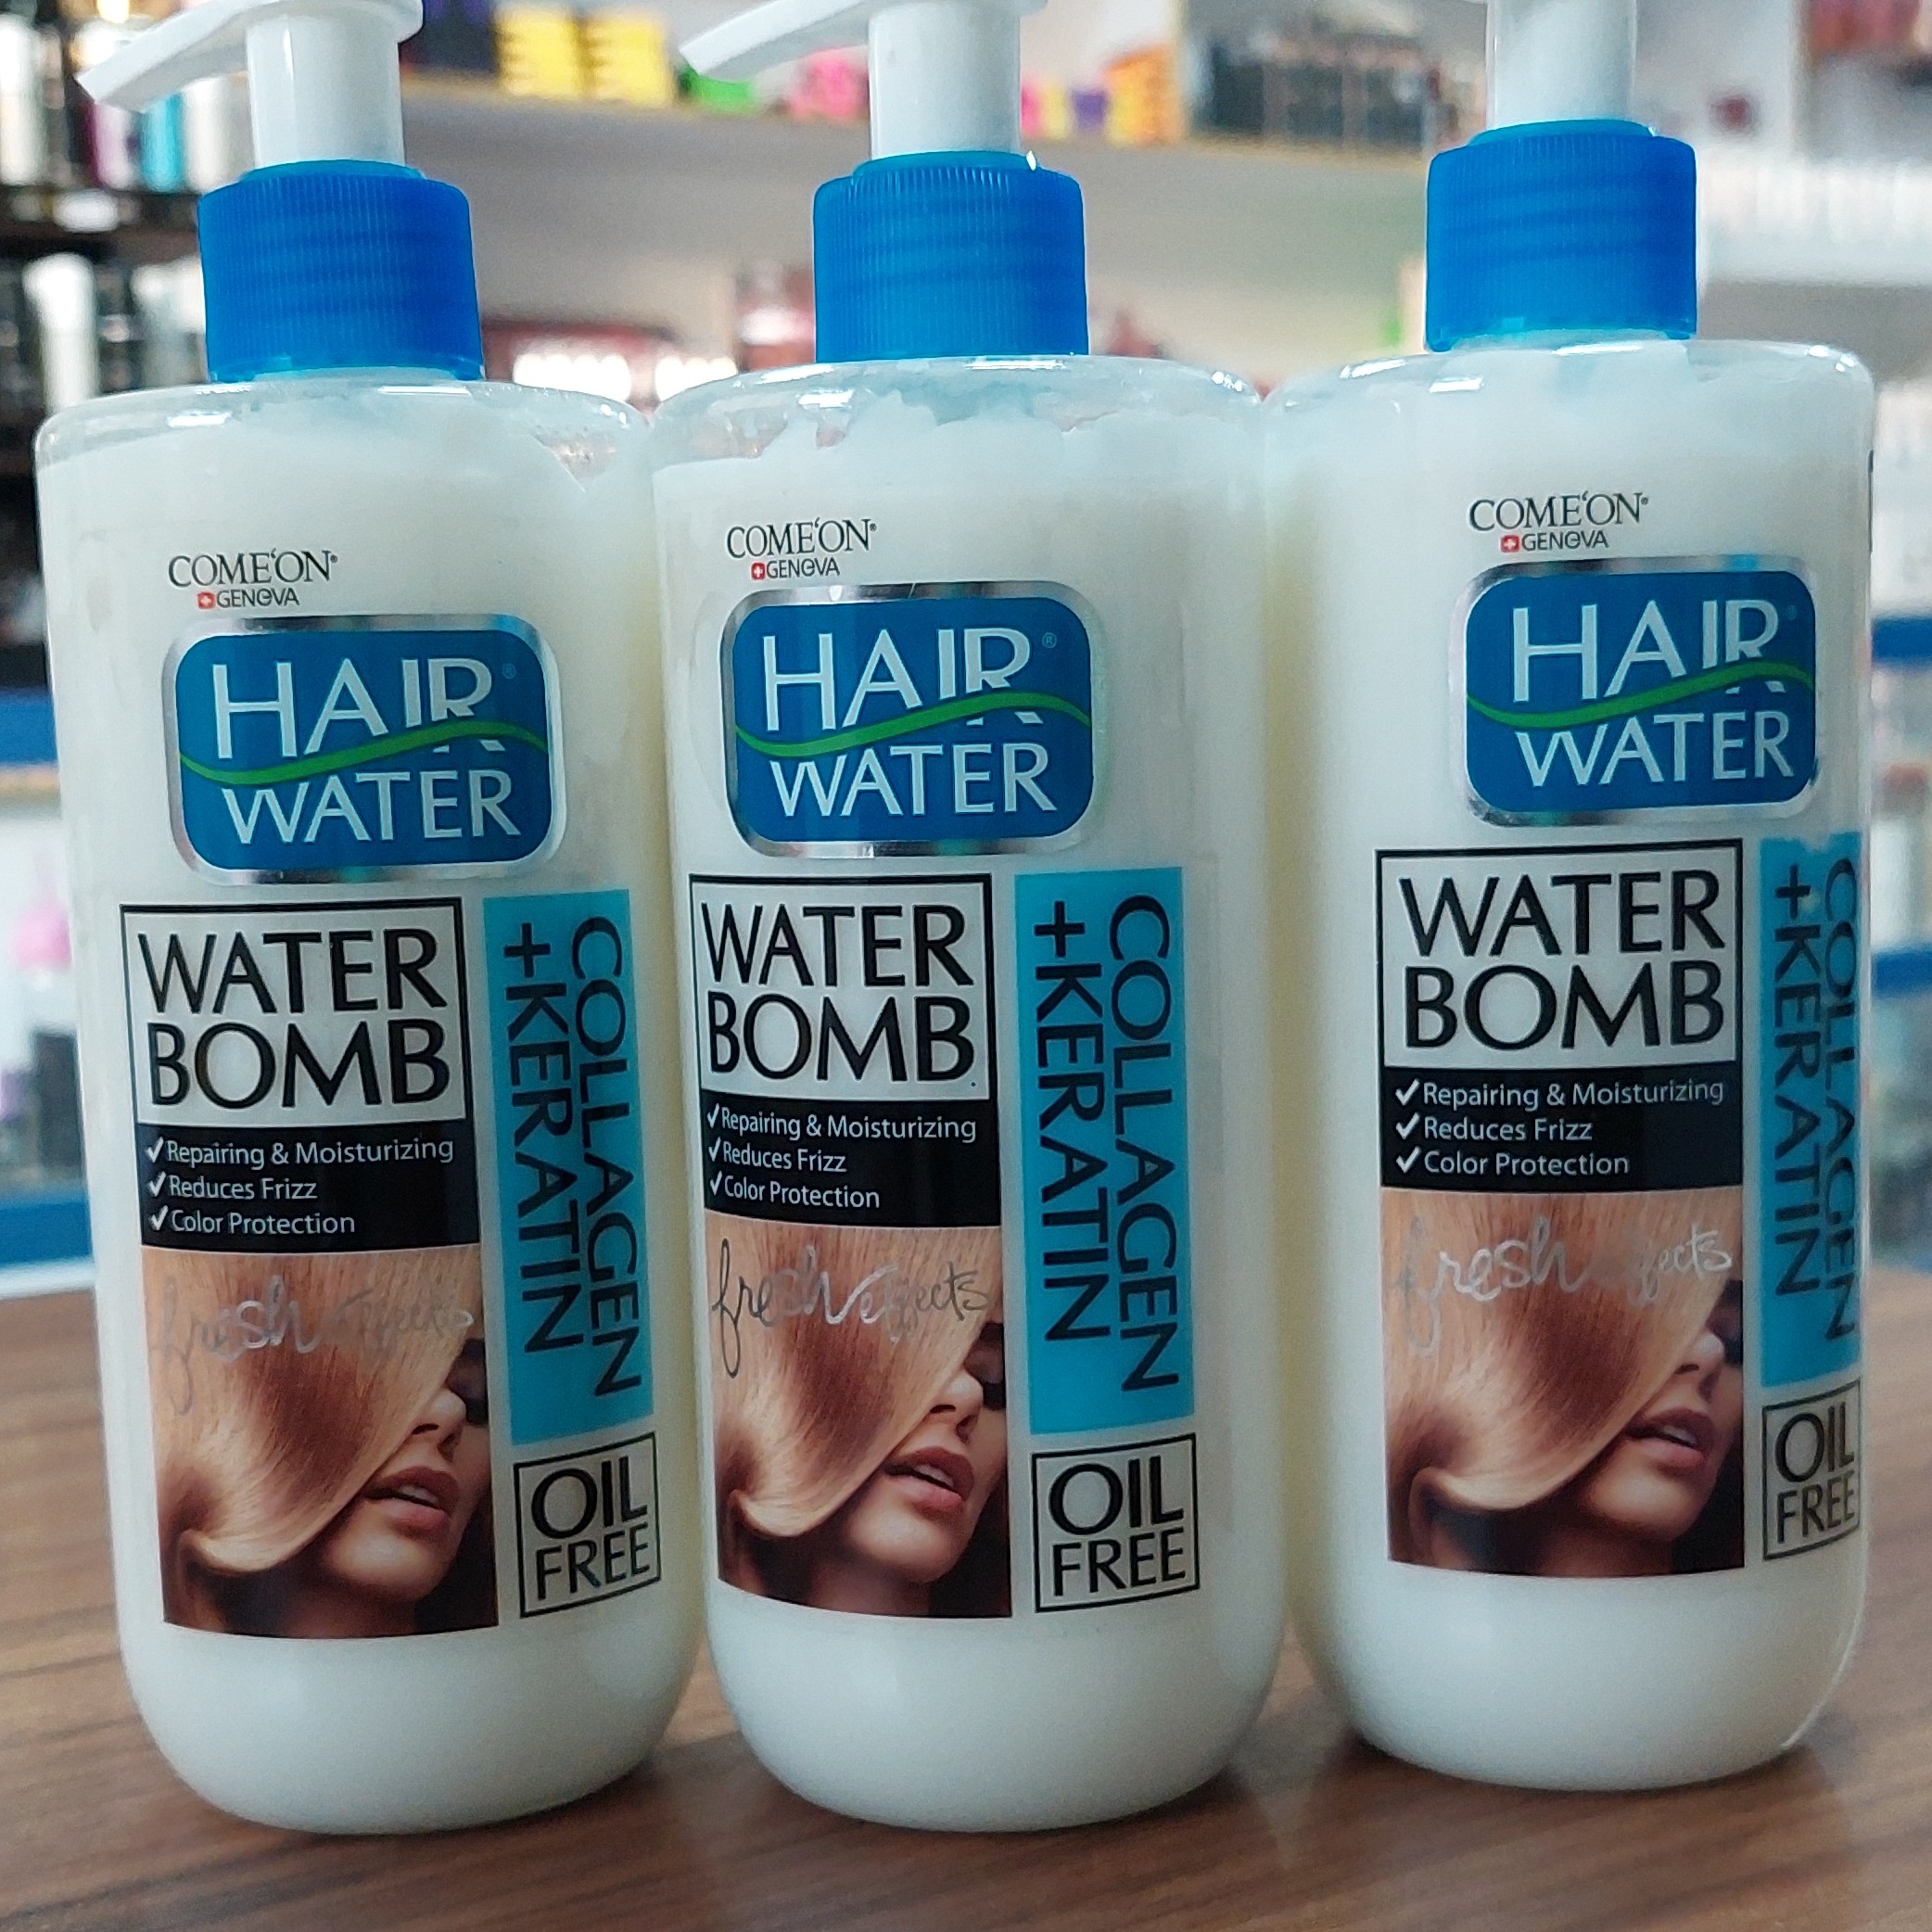 COME'ON®
GENOVA
HAIR®
WATER
WATER
BOMB
✓Repairing & Moisturizing
✓Reduces Frizz
✓Color Protection
fresh effects
COLLAGEN
+KERATIN
OIL
FREE
COME'ON®
GENOVA
HAIR®
WATER
WATER
BOMB
✓Repairing & Moisturizing
✓Reduces Frizz
✓Color Protection
fresh effects
COLLAGEN
+KERATIN
OIL
FREE
COME'ON®
GENOVA
HAIR®
WATER
WATER
BOMB
✓Repairing & Moisturizing
✓Reduces Frizz
✓Color Protection
fresh effects
COLLAGEN
+KERATIN
OIL
FREE